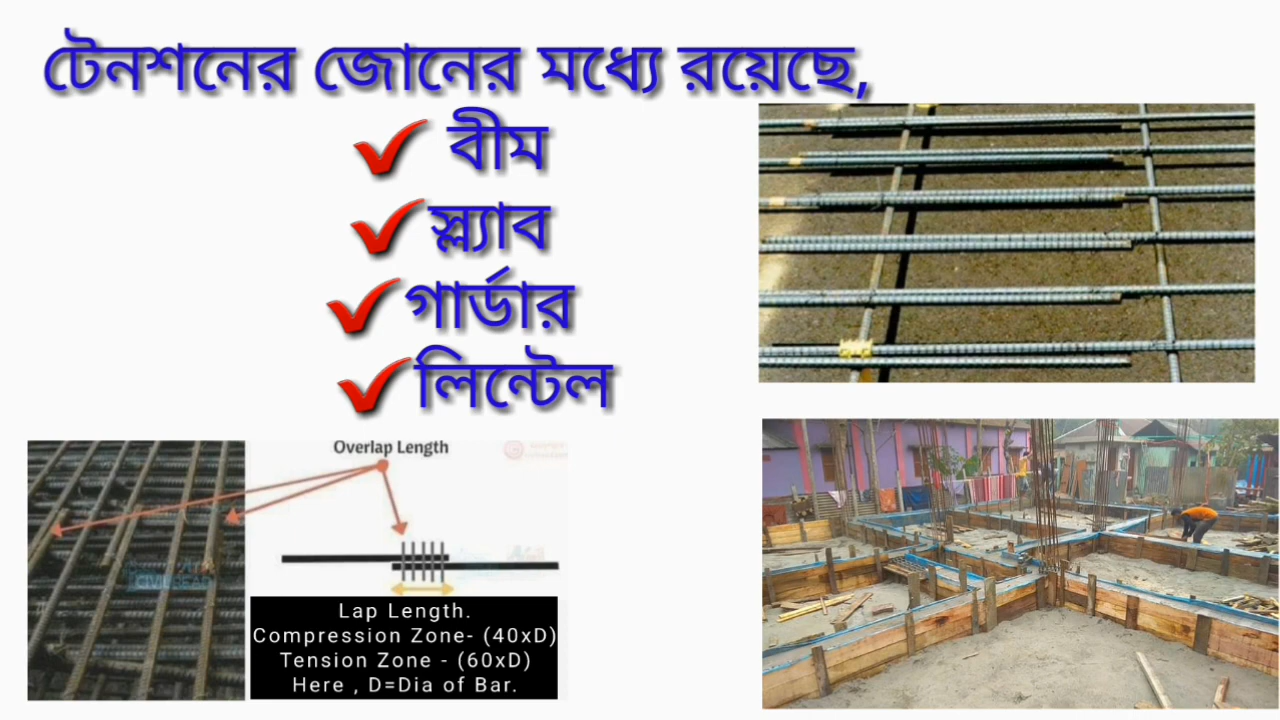 টেনশনের জোনের মধ্যে রয়েছে,
বীম
স্ল্যাব
গার্ডার
লিন্টেল
Overlap Length
Lap Length.
Compression Zone- (40xD)
Tension Zone - (60xD)
Here , D=Dia of Bar.